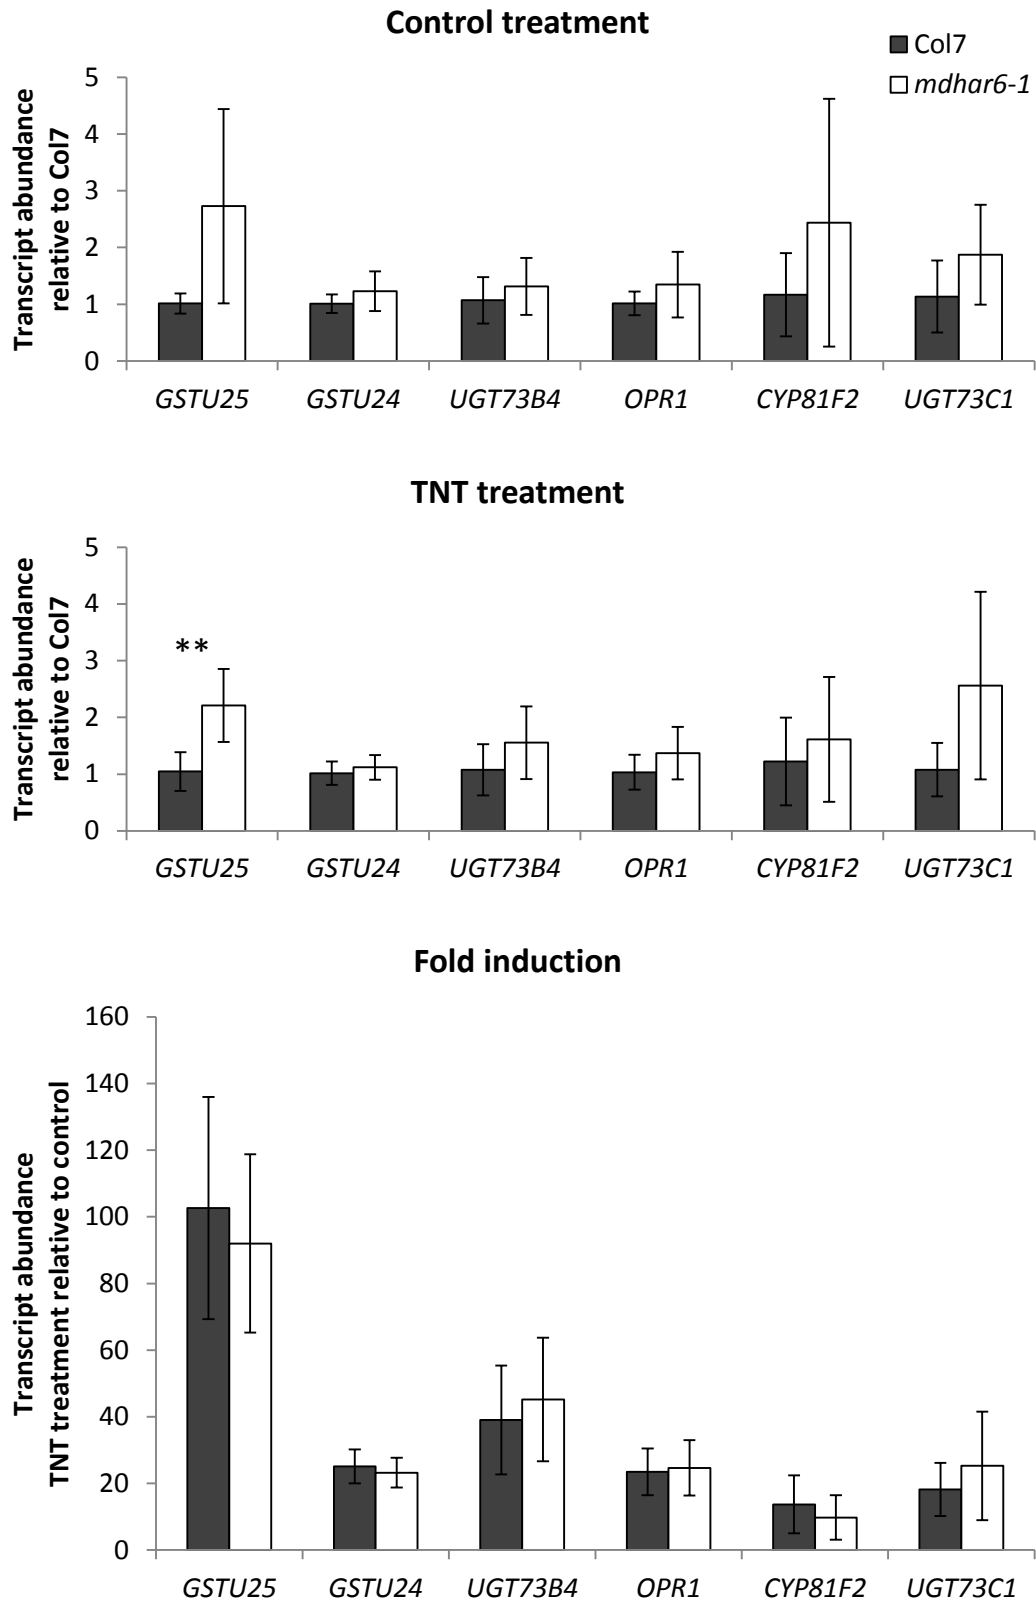 Control treatment
Col7
mdhar6-1
Transcript abundance
relative to Col7
5
4
3
2
1
0
GSTU25 GSTU24 UGT73B4 OPR1 CYP81F2 UGT73C1
TNT treatment
Transcript abundance
relative to Col7
5
4
3
2
1
0
**
GSTU25 GSTU24 UGT73B4 OPR1 CYP81F2 UGT73C1
Fold induction
Transcript abundance
TNT treatment relative to control
160
140
120
100
80
60
40
20
0
GSTU25 GSTU24 UGT73B4 OPR1 CYP81F2 UGT73C1